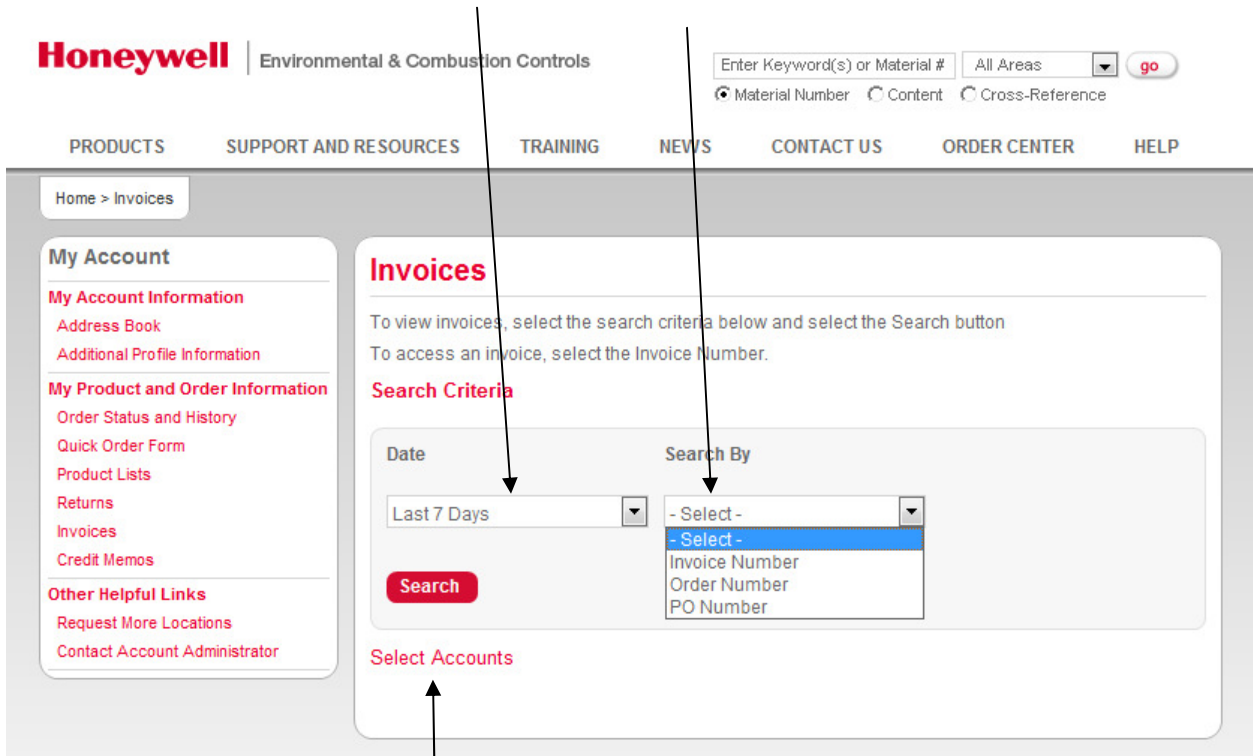 Honeywell
Environmental & Combustion Controls
Enter Keyword(s) or Material #
All Areas
go
Material Number
Content
Cross-Reference
PRODUCTS
SUPPORT AND RESOURCES
TRAINING
NEWS
CONTACT US
ORDER CENTER
HELP
Home > Invoices
My Account
My Account Information
Address Book
Additional Profile Information
My Product and Order Information
Order Status and History
Quick Order Form
Product Lists
Returns
Invoices
Credit Memos
Other Helpful Links
Request More Locations
Contact Account Administrator
Invoices
To view invoices, select the search criteria below and select the Search button
To access an invoice, select the Invoice Number.
Search Criteria
Date
Search By
Last 7 Days
- Select -
- Select -
Invoice Number
Order Number
PO Number
Search
Select Accounts